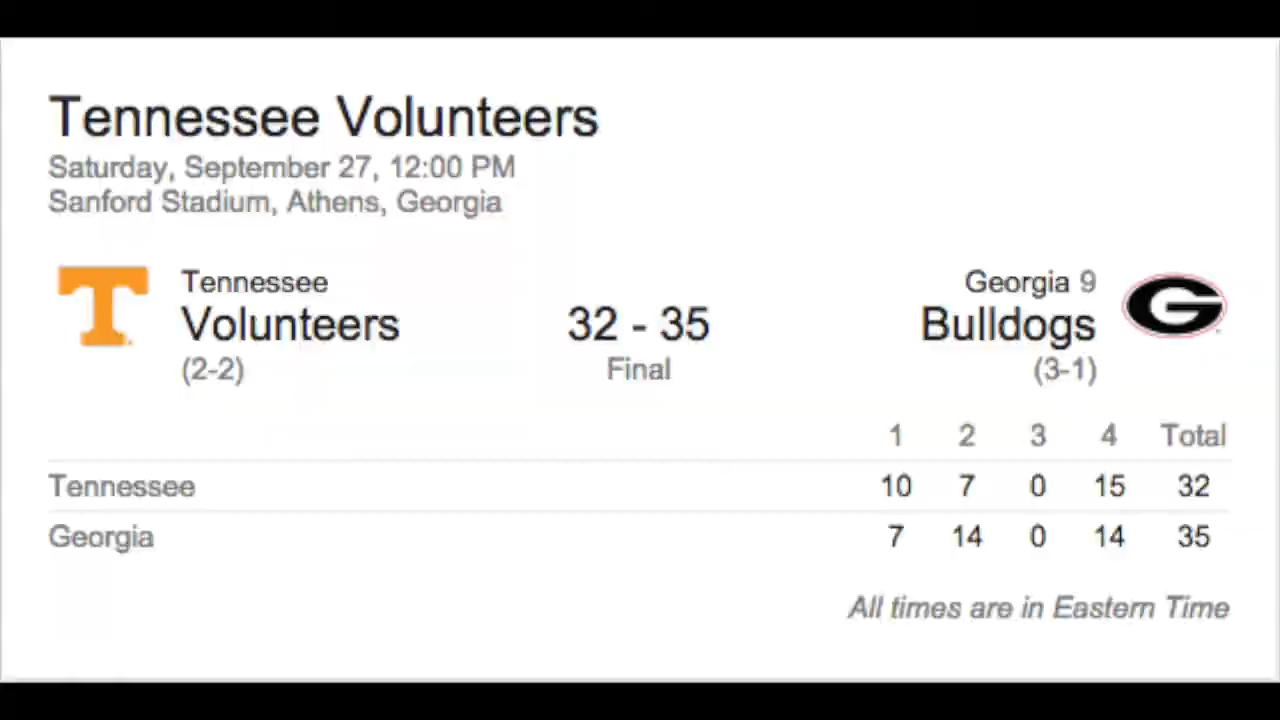 Tennessee Volunteers
Saturday, September 27, 12:00 PM
Sanford Stadium, Athens, Georgia
T Tennessee Georgia 9 G
Volunteers 32 - 35 Bulldogs
(2-2) Final (3-1)
1 2 3 4 Total
Tennessee 10 7 0 15 32
Georgia 7 14 0 14 35
All times are in Eastern Time